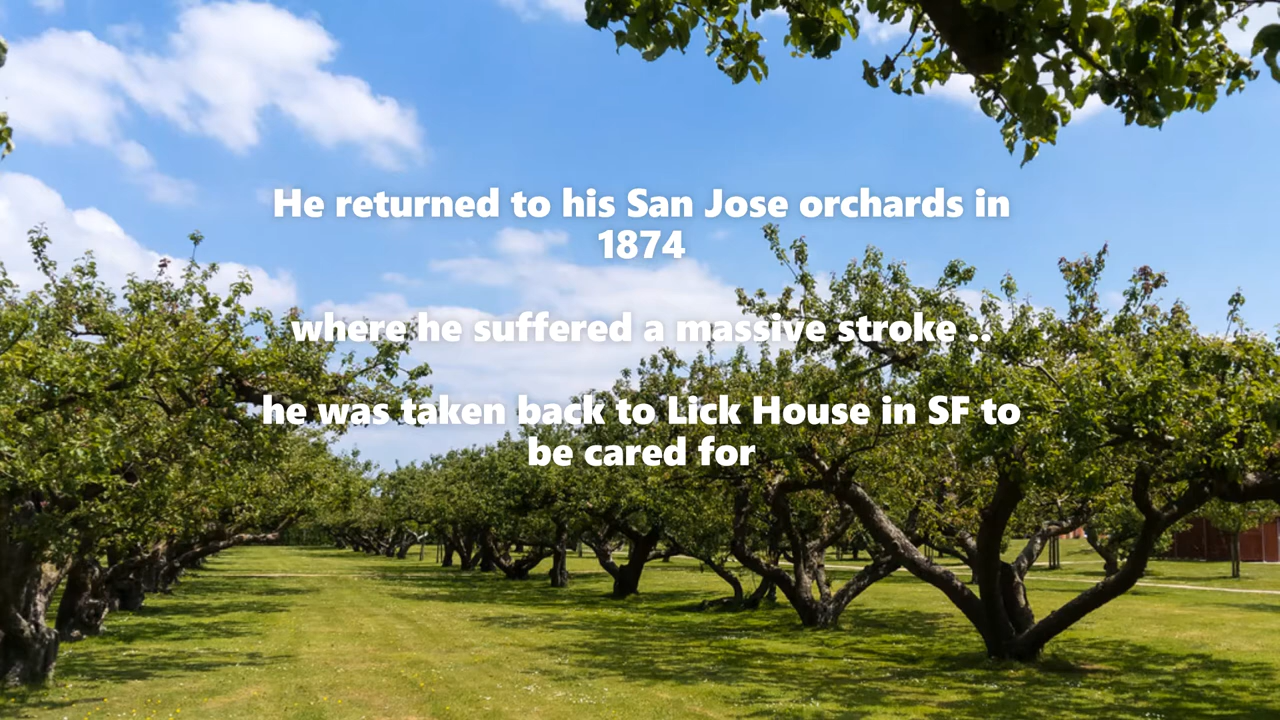 He returned to his San Jose orchards in
1874
where he suffered a massive stroke ..
he was taken back to Lick House in SF to
be cared for